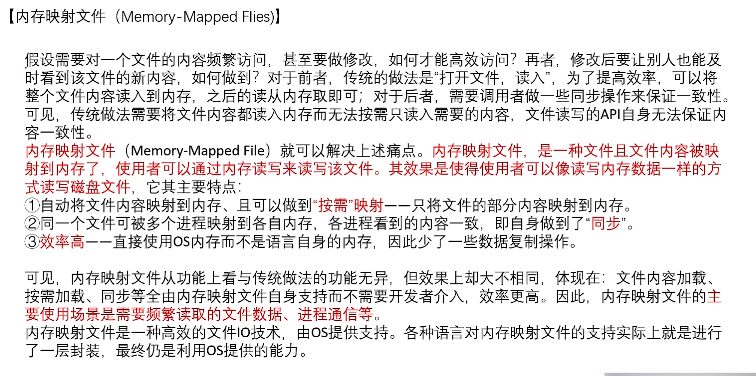 【内存映射文件（Memory-Mapped Flies)】
假设需要对一个文件的内容频繁访问，甚至要做修改，如何才能高效访问？再者，修改后要让别人也能及
时看到该文件的新内容，如何做到？对于前者，传统的做法是“打开文件，读入”，为了提高效率，可以将
整个文件内容读入到内存，之后的读从内存取即可；对于后者，需要调用者做一些同步操作来保证一致性。
可见，传统做法需要将文件内容都读入内存而无法按需只读入需要的内容，文件读写的API自身无法保证内
容一致性。
内存映射文件（Memory-Mapped File）就可以解决上述痛点。内存映射文件，是一种文件且文件内容被映
射到内存了，使用者可以通过内存读写来读写该文件。其效果是使得使用者可以像读写内存数据一样的方
式读写磁盘文件，它其主要特点：
①自动将文件内容映射到内存、且可以做到“按需”映射——只将文件的部分内容映射到内存。
②同一个文件可被多个进程映射到各自内存，各进程看到的内容一致，即自身做到了“同步”。
③效率高——直接使用OS内存而不是语言自身的内存，因此少了一些数据复制操作。
可见，内存映射文件从功能上看与传统做法的功能无异，但效果上却大不相同，体现在：文件内容加载、
按需加载、同步等全由内存映射文件自身支持而不需要开发者介入，效率更高。因此，内存映射文件的主
要使用场景是需要频繁读取的文件数据、进程通信等。
内存映射文件是一种高效的文件IO技术，由OS提供支持。各种语言对内存映射文件的支持实际上就是进行
了一层封装，最终仍是利用OS提供的能力。